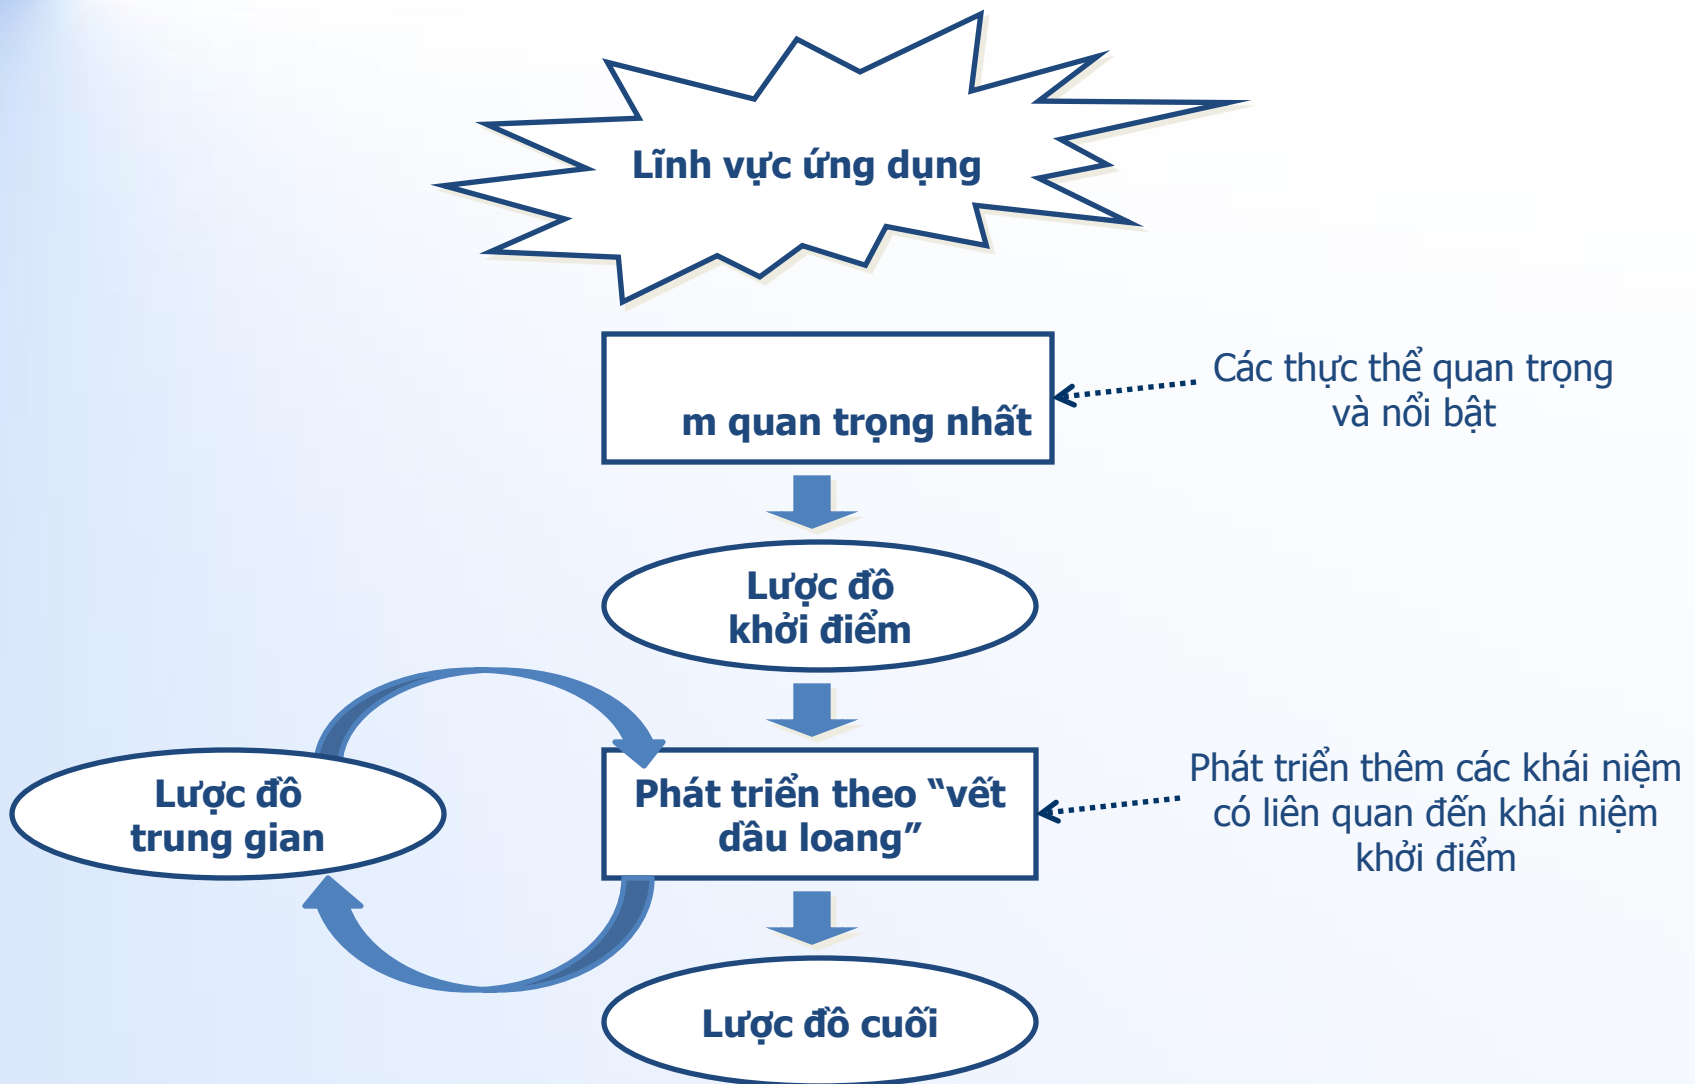 Lĩnh vực ứng dụng
m quan trọng nhất
Các thực thể quan trọng
và nổi bật
Lược đồ
khởi điểm
Lược đồ
trung gian
Phát triển theo “vết
dầu loang”
Phát triển thêm các khái niệm
có liên quan đến khái niệm
khởi điểm
Lược đồ cuối